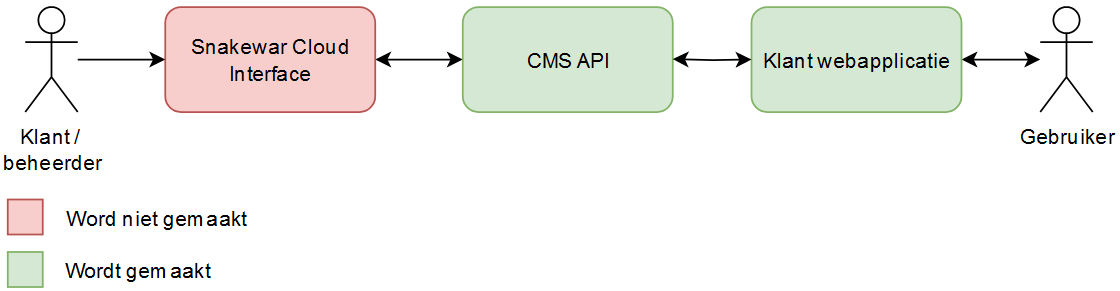 Snakewar Cloud
Interface
CMS API
Klant webapplicatie
Klant /
beheerder
Gebruiker
Word niet gemaakt
Wordt gemaakt